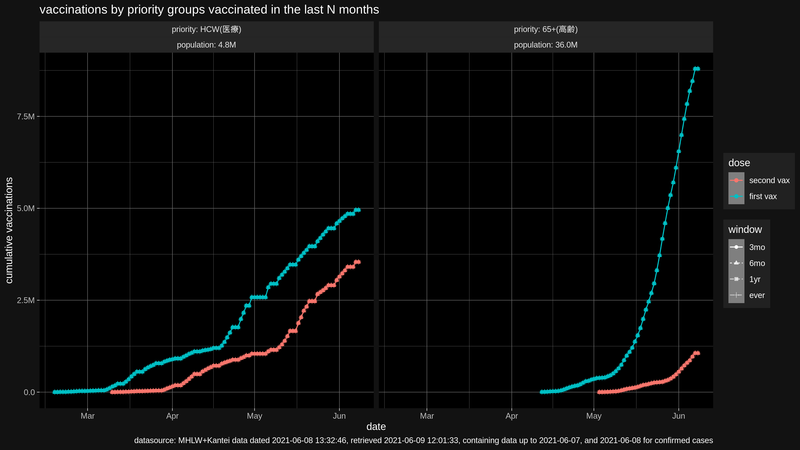 vaccinations by priority groups vaccinated in the last N months
priority: HCW(医療)
population: 4.8M
priority: 65+(高齢)
population: 36.0M
cumulative vaccinations
7.5M
5.0M
2.5M
0.0
Mar
Apr
May
Jun
Mar
Apr
May
Jun
date
dose
second vax
first vax
window
3mo
6mo
1yr
ever
datasource: MHLW+Kantei data dated 2021-06-08 13:32:46, retrieved 2021-06-09 12:01:33, containing data up to 2021-06-07, and 2021-06-08 for confirmed cases